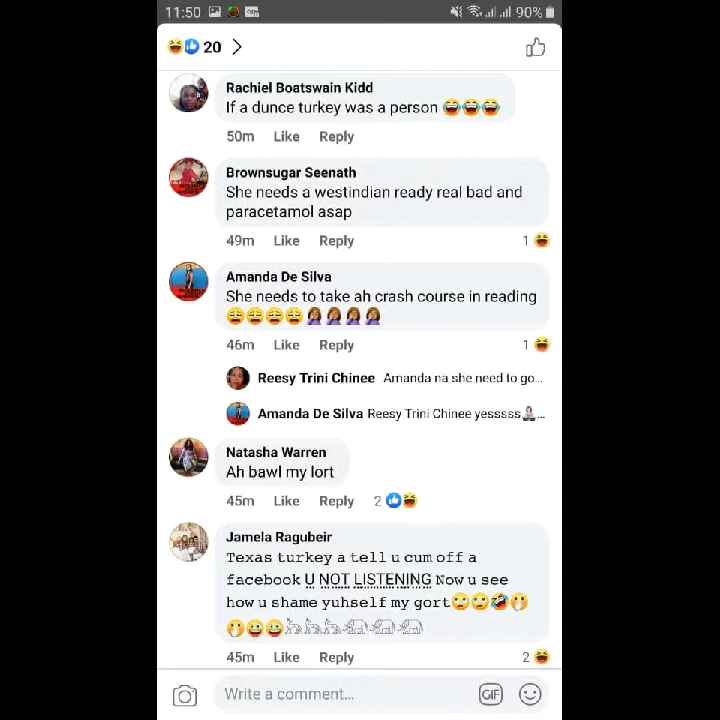 11:50 90%
20
Rachiel Boatswain Kidd
If a dunce turkey was a person 😂😂😂
50m Like Reply
Brownsugar Seenath
She needs a westindian ready real bad and
paracetamol asap
49m Like Reply 1
Amanda De Silva
She needs to take ah crash course in reading
😩😩😩😩🤦🏾‍♀️🤦🏾‍♀️🤦🏾‍♀️🤦🏾‍♀️
46m Like Reply 1
Reesy Trini Chinee Amanda na she need to go...
Amanda De Silva Reesy Trini Chinee yesssss...
Natasha Warren
Ah bawl my lort
45m Like Reply 2
Jamela Ragubeir
Texas turkey a tell u cum off a
facebook U NOT LISTENING Now u see
how u shame yuhself my gort🙄🙄🤣🤭
🤭😀😀𓃗𓃗𓃗𓃰𓃰𓃰
45m Like Reply 2
Write a comment...
GIF